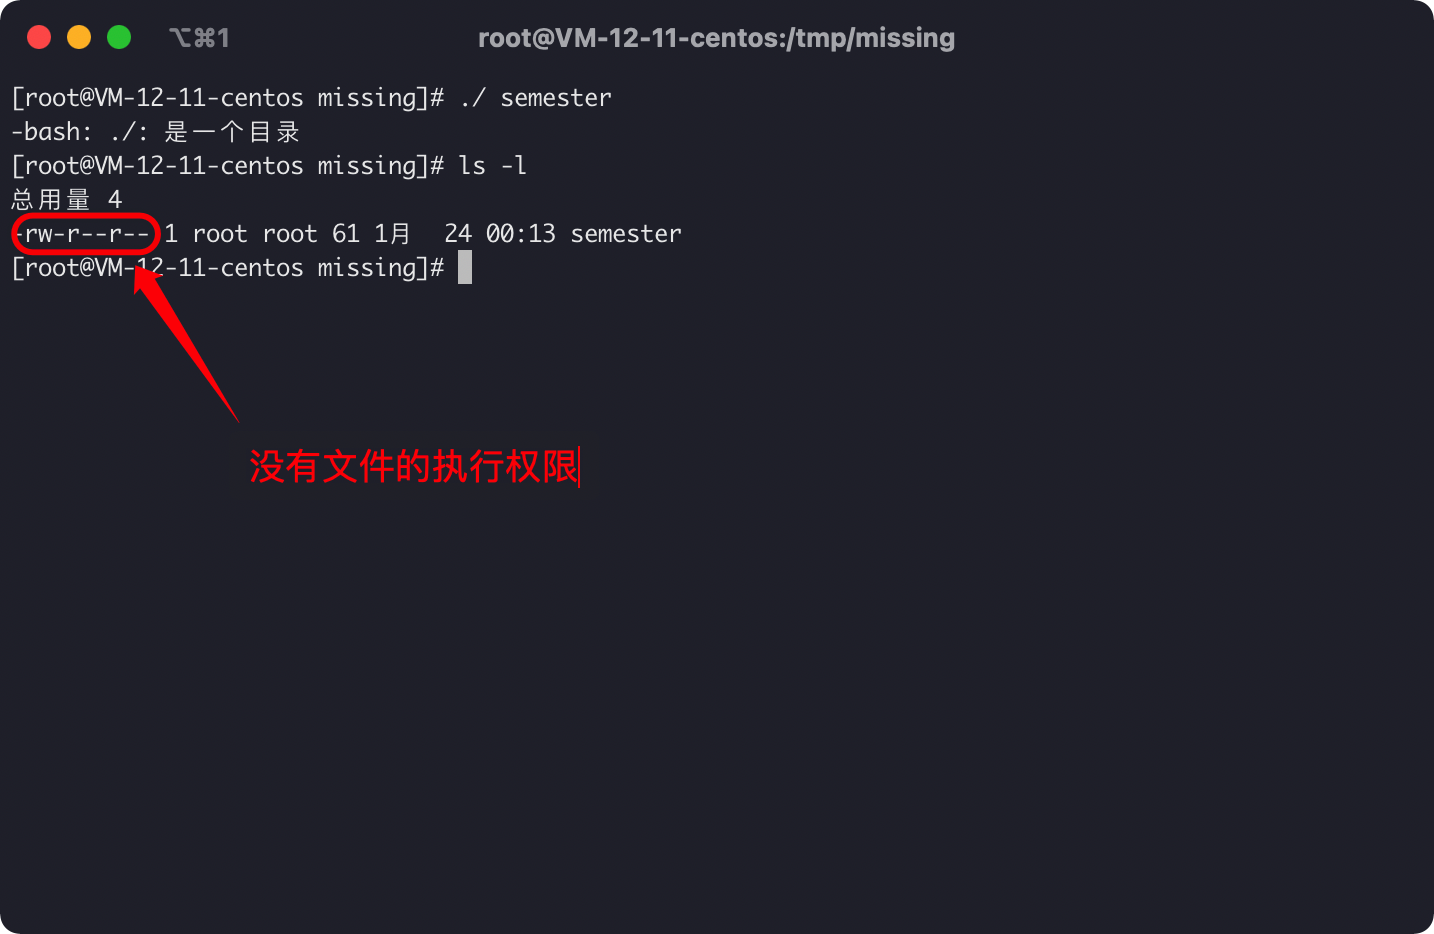 ⌥⌘1
root@VM-12-11-centos:/tmp/missing
[root@VM-12-11-centos missing]# ./ semester
-bash: ./: 是一个目录
[root@VM-12-11-centos missing]# ls -l
总用量 4
-rw-r--r-- 1 root root 61 1月  24 00:13 semester
[root@VM-12-11-centos missing]#
没有文件的执行权限